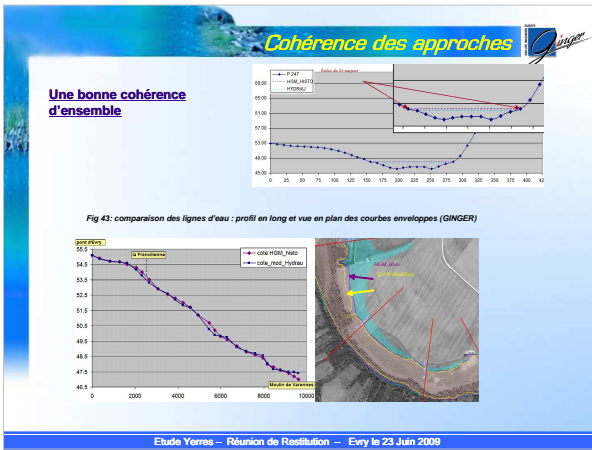 Cohérence des approches
GROUPE
Ginger
Une bonne cohérence
d'ensemble
P.247
HGM_HISTO
HYDRAU
69.00
65.00
61.00
57.00
53.00
49.00
45.00
0 25 50 75 100 125 150 175 200 225 250 275 300 325 350 375 400 42
Fig 43: comparaison des lignes d'eau : profil en long et vue en plan des courbes enveloppes (GINGER)
pont d'Evry
la Francilienne
cote HGM_histo
cote_mod_Hydrau
55.5
54.5
53.5
52.5
51.5
50.5
49.5
48.5
47.5
46.5
Moulin de Varennes
0 2000 4000 6000 8000 10000
HGM_Histo
Etude Yerres – Réunion de Restitution – Evry le 23 Juin 2009